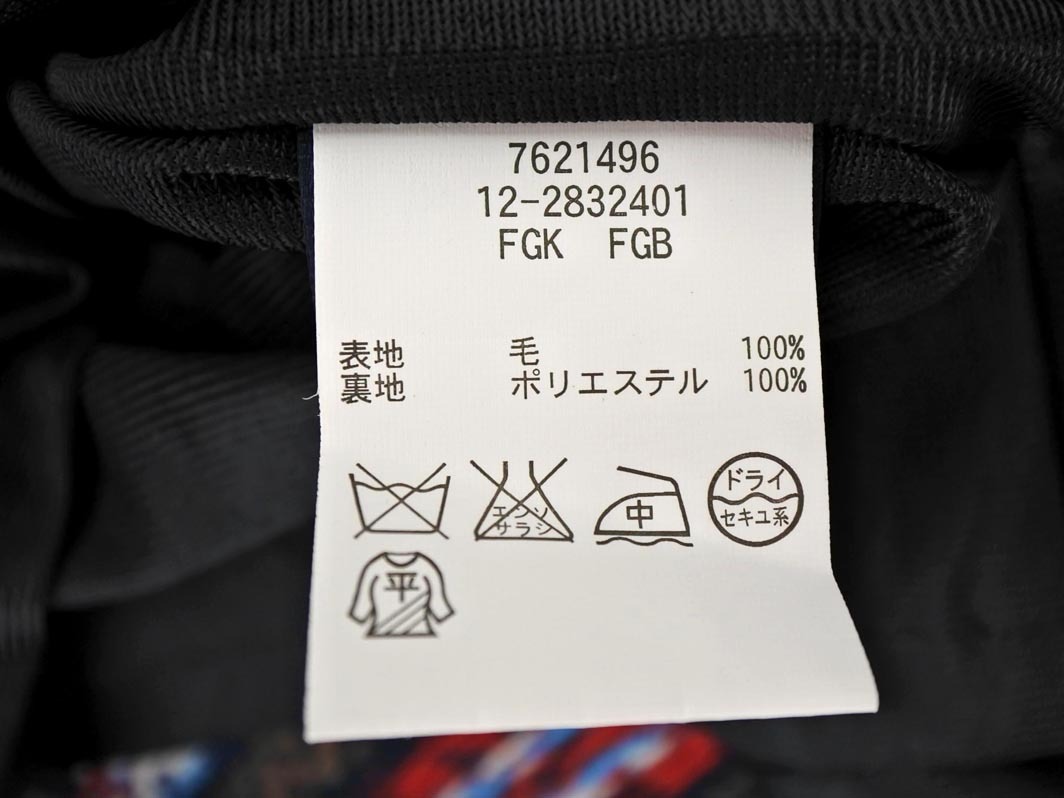 7621496
12-2832401
FGK FGB
表地 毛 100%
裏地 ポリエステル 100%
エンソ
サラシ
中
ドライ
セキユ系
平